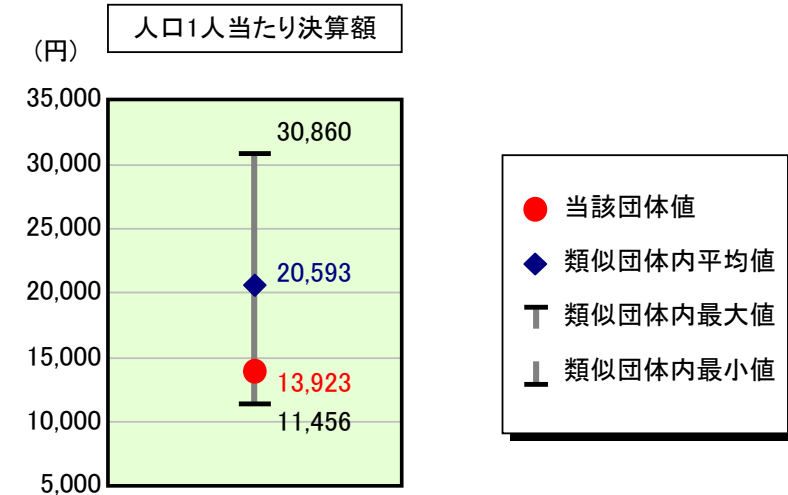 人口1人当たり決算額
(円)
35,000
30,000
25,000
20,000
15,000
10,000
5,000
30,860
20,593
13,923
11,456
当該団体値
類似団体内平均値
類似団体内最大値
類似団体内最小値